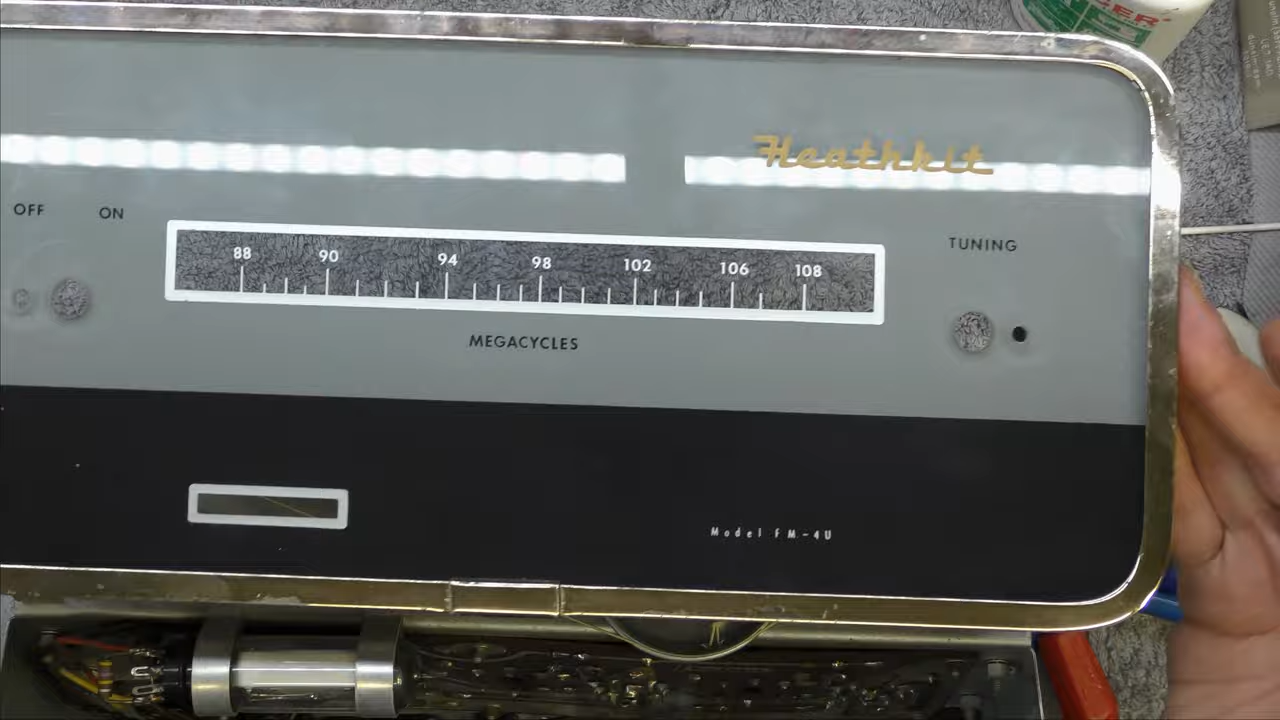 Heathkit
OFF ON
TUNING
88 90 94 98 102 106 108
MEGACYCLES
Model FM-4U